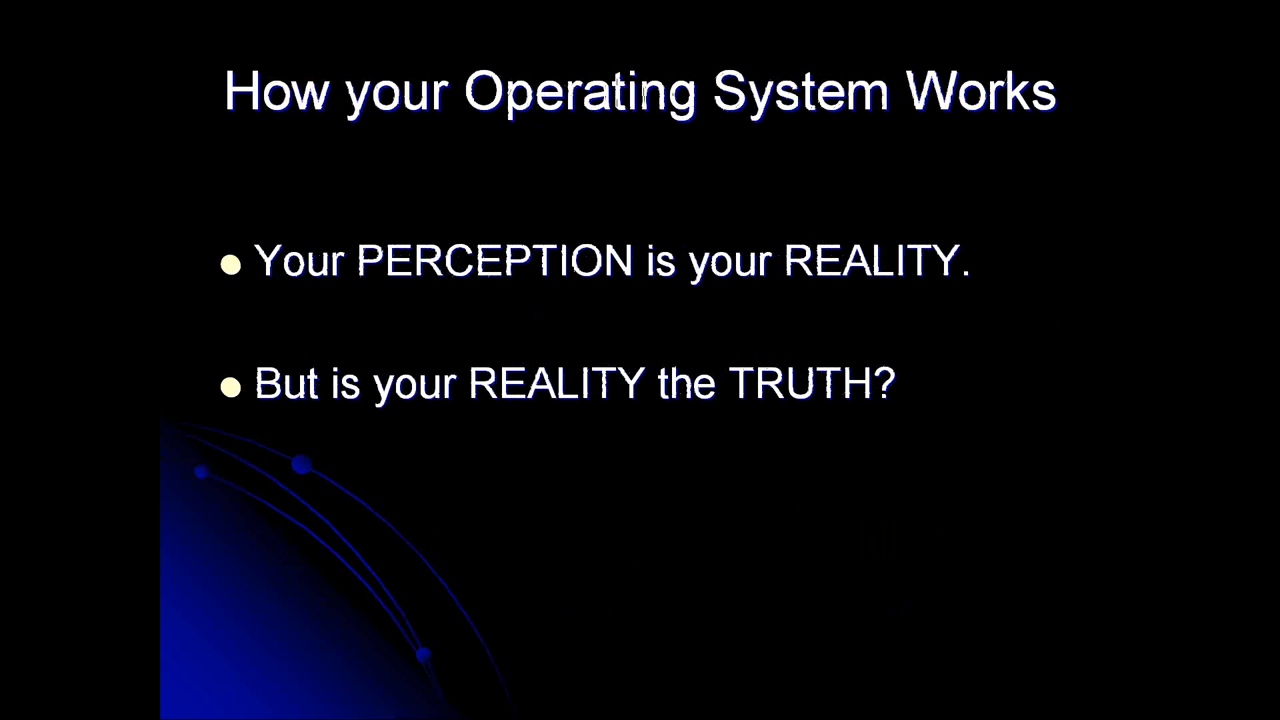 How your Operating System Works
Your PERCEPTION is your REALITY.
But is your REALITY the TRUTH?